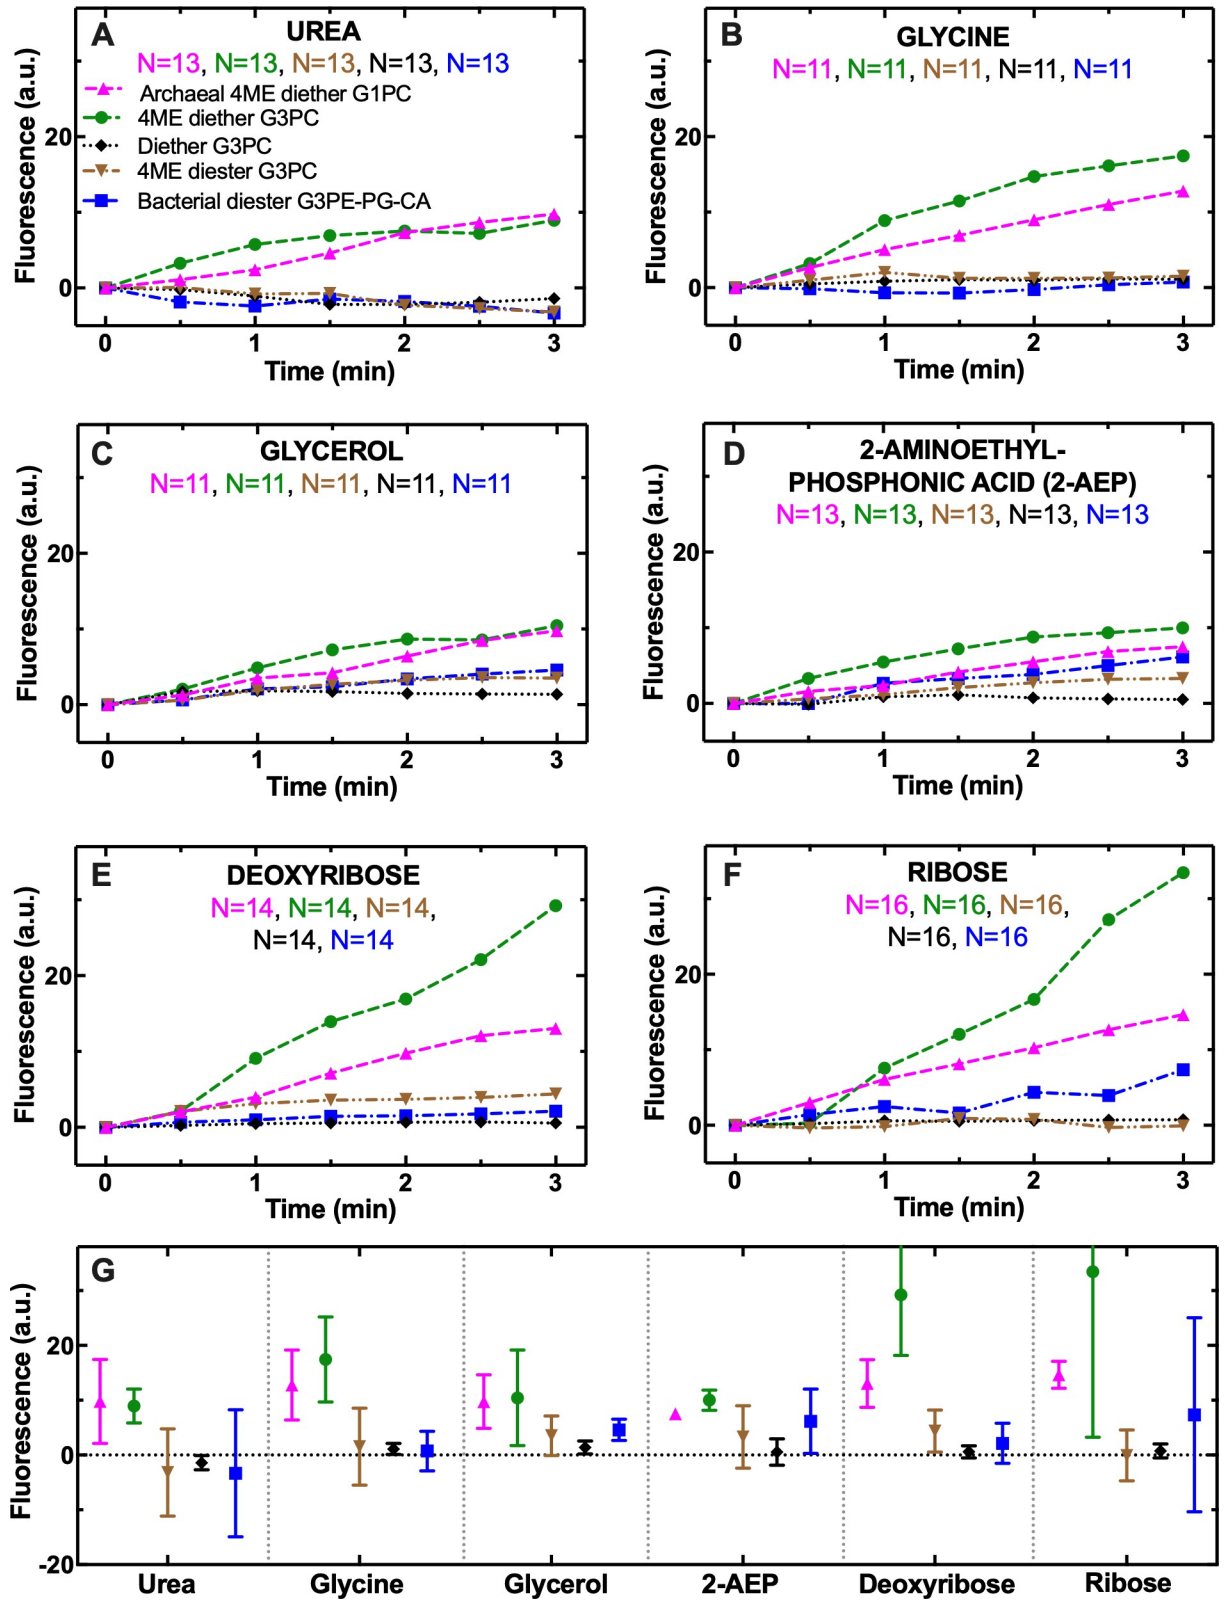 A
UREA
N=13, N=13, N=13, N=13, N=13
Archaeal 4ME diether G1PC
4ME diether G3PC
Diether G3PC
4ME diester G3PC
Bacterial diester G3PE-PG-CA
Fluorescence (a.u.)
20
0
0 1 2 3
Time (min)
B
GLYCINE
N=11, N=11, N=11, N=11, N=11
Fluorescence (a.u.)
20
0
0 1 2 3
Time (min)
C
GLYCEROL
N=11, N=11, N=11, N=11, N=11
Fluorescence (a.u.)
20
0
0 1 2 3
Time (min)
D
2-AMINOETHYL-
PHOSPHONIC ACID (2-AEP)
N=13, N=13, N=13, N=13, N=13
Fluorescence (a.u.)
20
0
0 1 2 3
Time (min)
E
DEOXYRIBOSE
N=14, N=14, N=14,
N=14, N=14
Fluorescence (a.u.)
20
0
0 1 2 3
Time (min)
F
RIBOSE
N=16, N=16, N=16,
N=16, N=16
Fluorescence (a.u.)
20
0
0 1 2 3
Time (min)
G
Fluorescence (a.u.)
20
0
-20
Urea Glycine Glycerol 2-AEP Deoxyribose Ribose